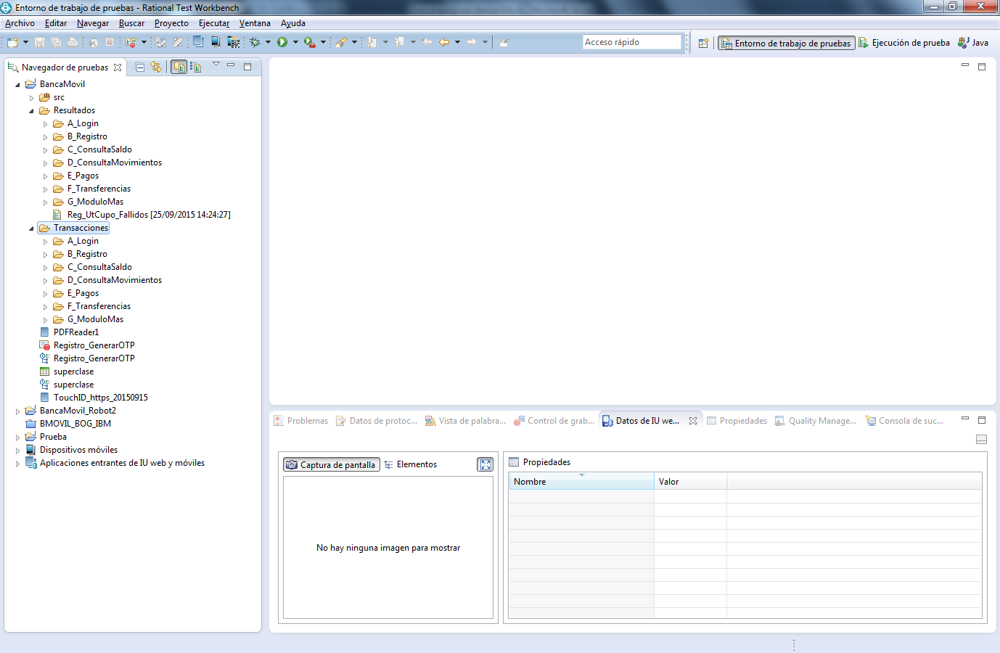 Entorno de trabajo de pruebas - Rational Test Workbench
Archivo Editar Navegar Buscar Proyecto Ejecutar Ventana Ayuda
Acceso rápido
Entorno de trabajo de pruebas Ejecución de prueba Java
Navegador de pruebas
BancaMovil
src
Resultados
A_Login
B_Registro
C_ConsultaSaldo
D_ConsultaMovimientos
E_Pagos
F_Transferencias
G_ModuloMas
Reg_UtCupo_Fallidos [25/09/2015 14:24:27]
Transacciones
A_Login
B_Registro
C_ConsultaSaldo
D_ConsultaMovimientos
E_Pagos
F_Transferencias
G_ModuloMas
PDFReader1
Registro_GenerarOTP
Registro_GenerarOTP
superclase
superclase
TouchID_https_20150915
BancaMovil_Robot2
BMOVIL_BOG_IBM
Prueba
Dispositivos móviles
Aplicaciones entrantes de IU web y móviles
Problemas Datos de protoc... Vista de palabra... Control de grab... Datos de IU we... Propiedades Quality Manage... Consola de suc...
Captura de pantalla Elementos
No hay ninguna imagen para mostrar
Propiedades
Nombre Valor